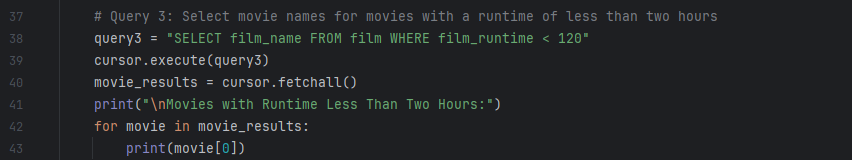 37 # Query 3: Select movie names for movies with a runtime of less than two hours
38 query3 = "SELECT film_name FROM film WHERE film_runtime < 120"
39 cursor.execute(query3)
40 movie_results = cursor.fetchall()
41 print("\nMovies with Runtime Less Than Two Hours:")
42 for movie in movie_results:
43     print(movie[0])